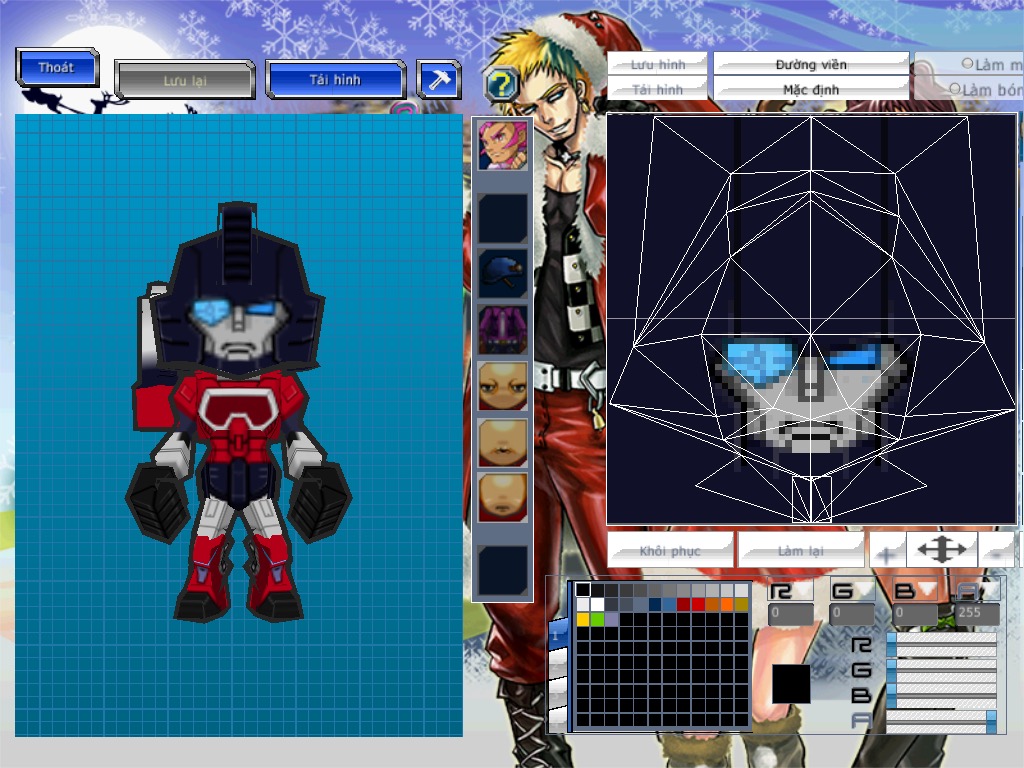 Thoát
Lưu lại
Tải hình
?
Lưu hình
Đường viền
Làm m
Tải hình
Mặc định
Làm bón
Khôi phục
Làm lại
+
-
R
G
B
A
0
0
0
255
1
R
G
B
A